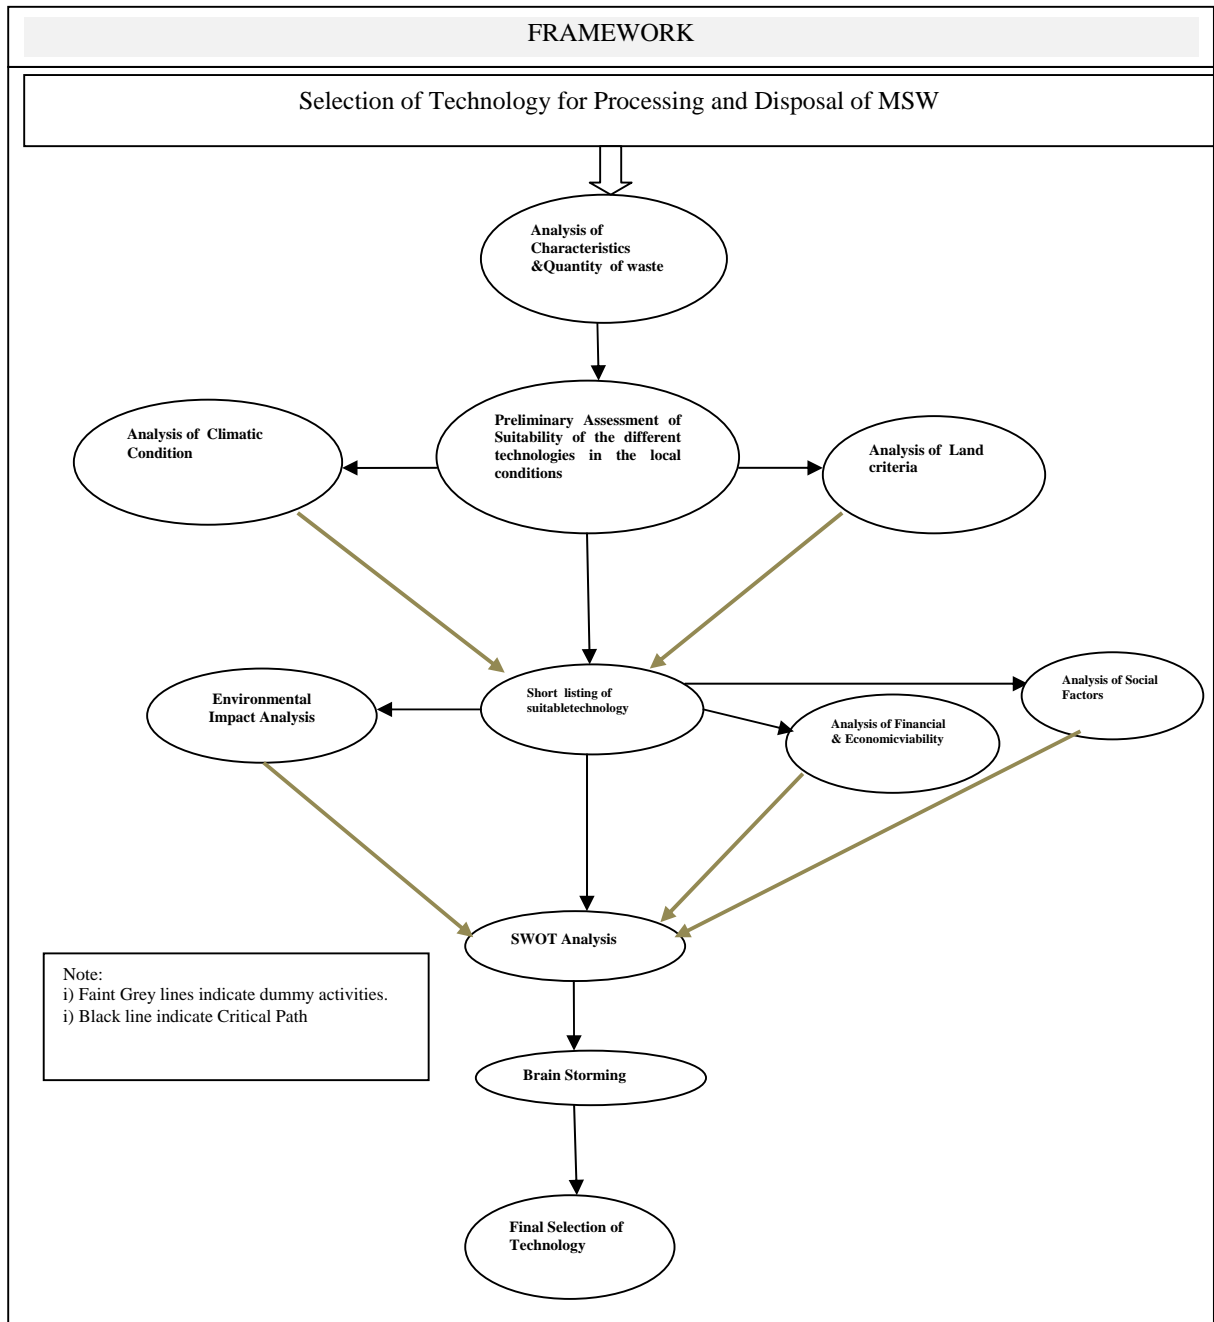 FRAMEWORK
Selection of Technology for Processing and Disposal of MSW
Analysis of
Characteristics
&Quantity of waste
Preliminary Assessment of
Suitability of the different
technologies in the local
conditions
Analysis of Climatic
Condition
Analysis of Land
criteria
Short listing of
suitabletechnology
Environmental
Impact Analysis
Analysis of Financial
& Economicviability
Analysis of Social
Factors
SWOT Analysis
Note:
i) Faint Grey lines indicate dummy activities.
i) Black line indicate Critical Path
Brain Storming
Final Selection of
Technology